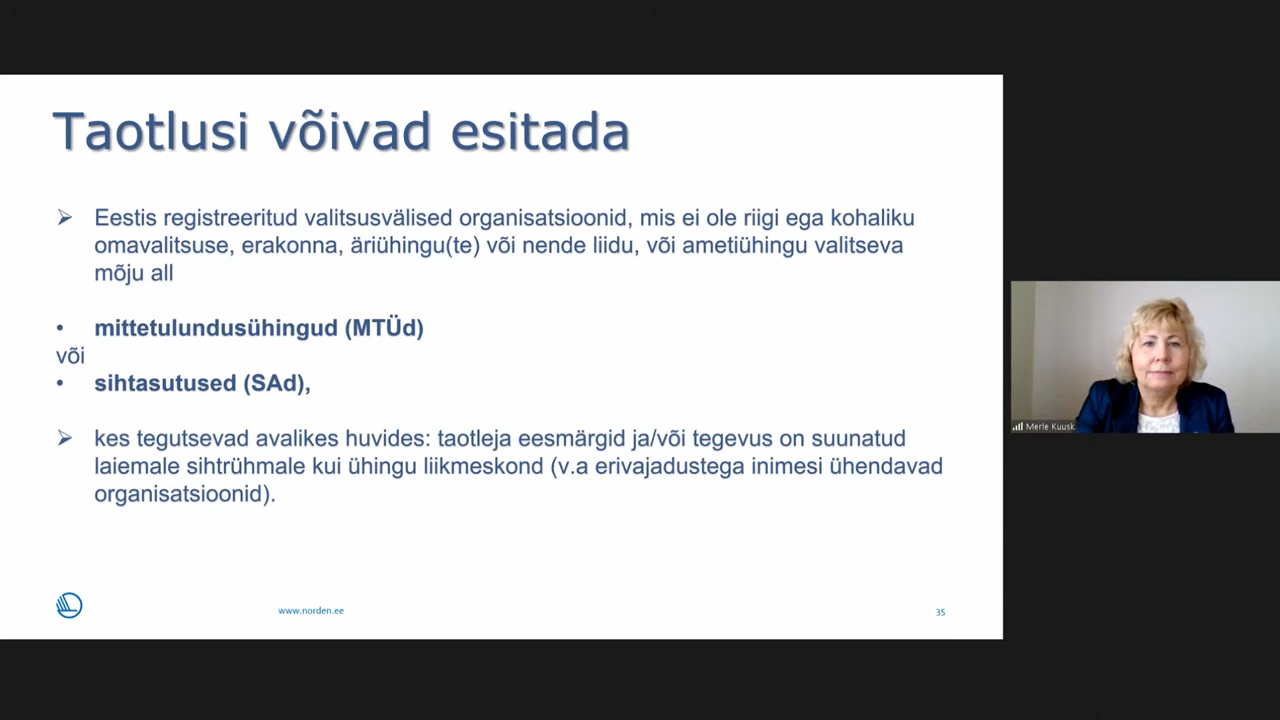 Taotlusi võivad esitada
➢ Eestis registreeritud valitsusvälised organisatsioonid, mis ei ole riigi ega kohaliku
omavalitsuse, erakonna, äriühingu(te) või nende liidu, või ametiühingu valitseva
mõju all
• mittetulundusühingud (MTÜd)
või
• sihtasutused (SAd),
➢ kes tegutsevad avalikes huvides: taotleja eesmärgid ja/või tegevus on suunatud
laiemale sihtrühmale kui ühingu liikmeskond (v.a erivajadustega inimesi ühendavad
organisatsioonid).
www.norden.ee
35
Merle Kuusk